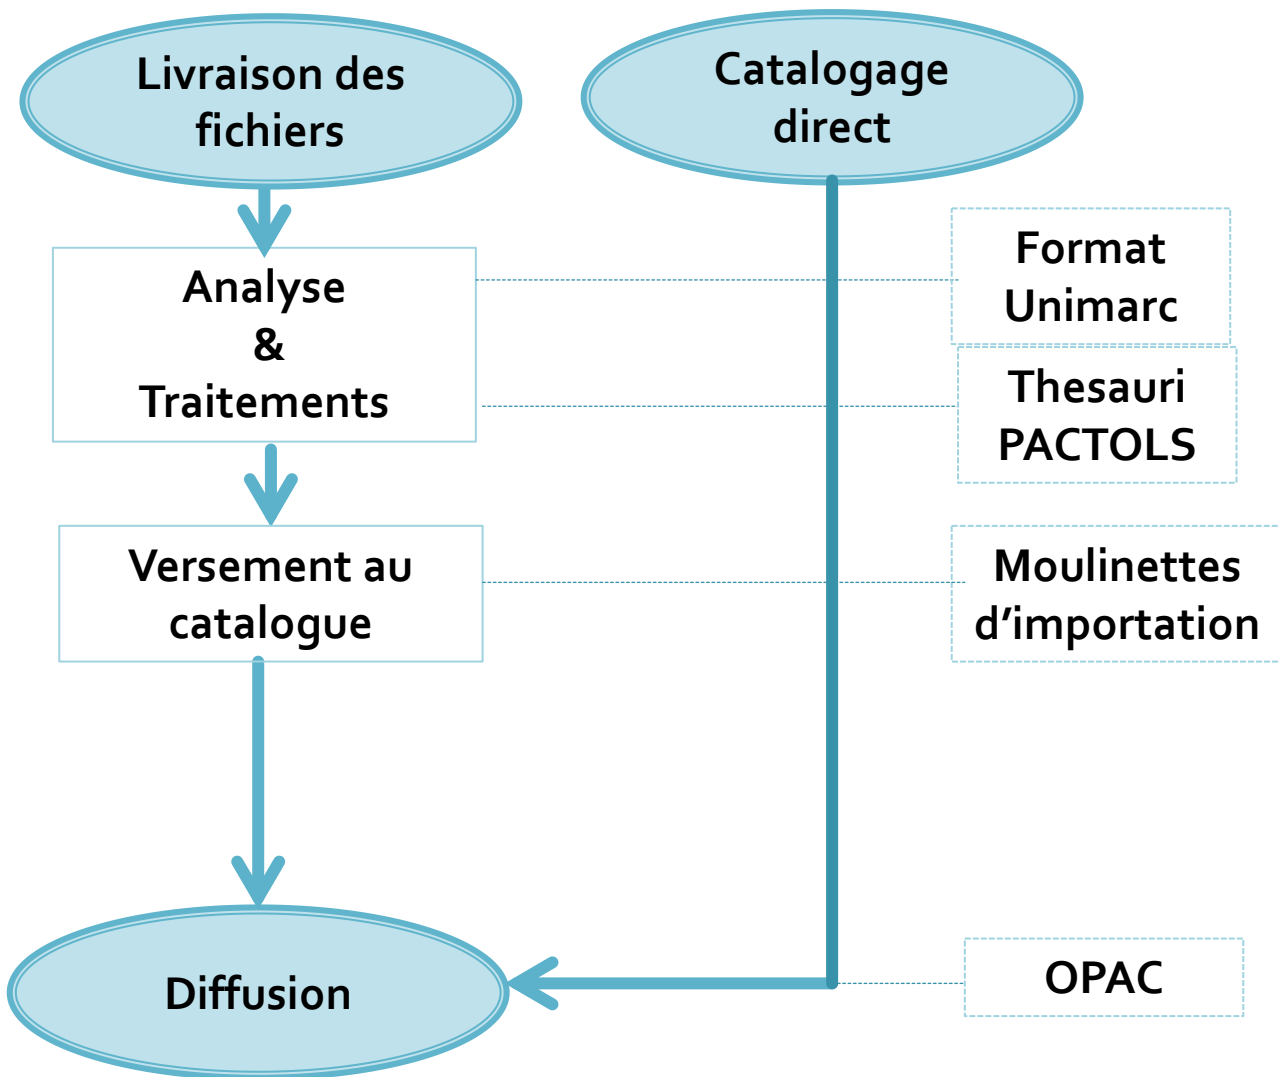 Livraison des
fichiers
Catalogage
direct
Analyse
&
Traitements
Format
Unimarc
Thesauri
PACTOLS
Versement au
catalogue
Moulinettes
d’importation
Diffusion
OPAC